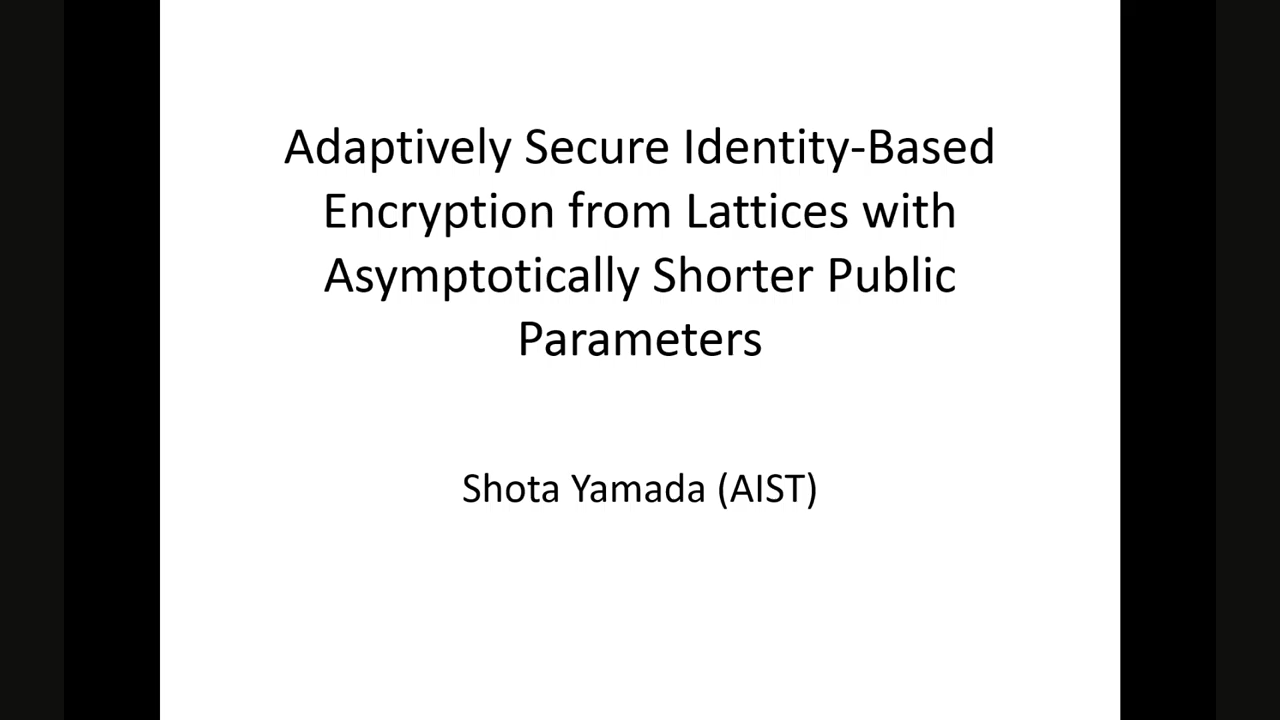 Adaptively Secure Identity-Based
Encryption from Lattices with
Asymptotically Shorter Public
Parameters
Shota Yamada (AIST)